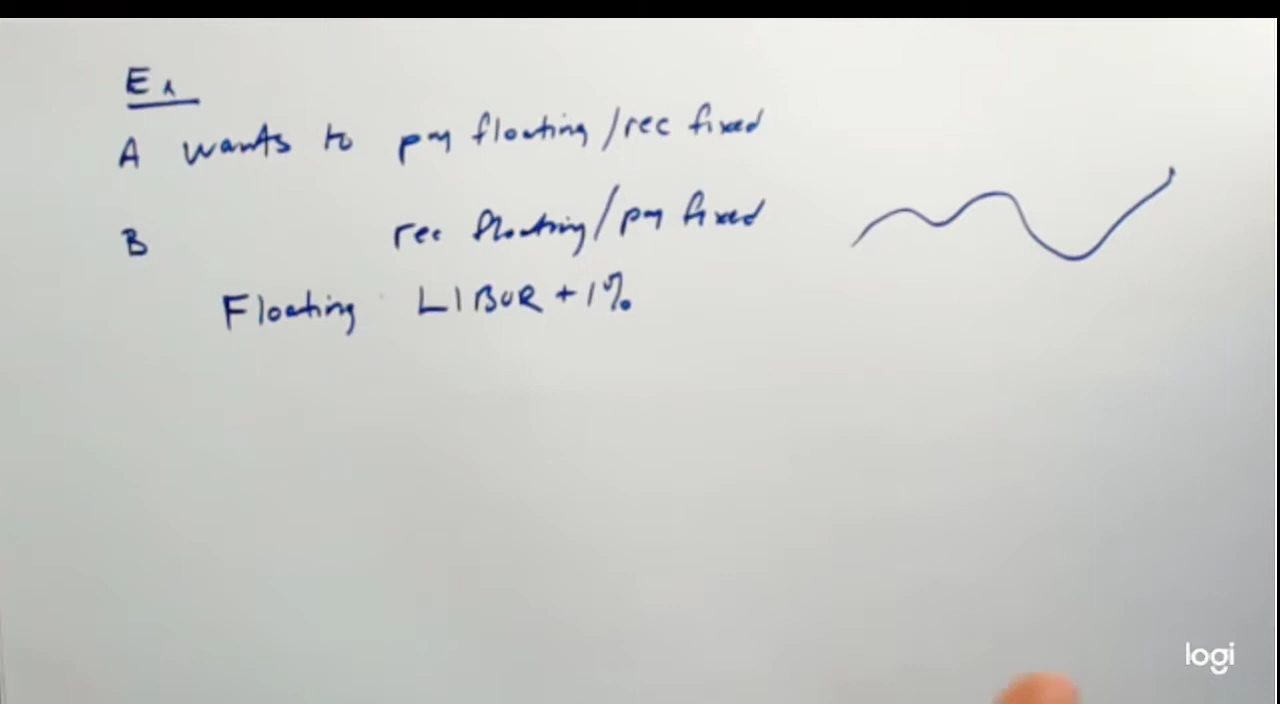 Ex
A wants to pay floating/rec fixed
B rec floating/pay fixed
Floating LIBOR + 1%
logi